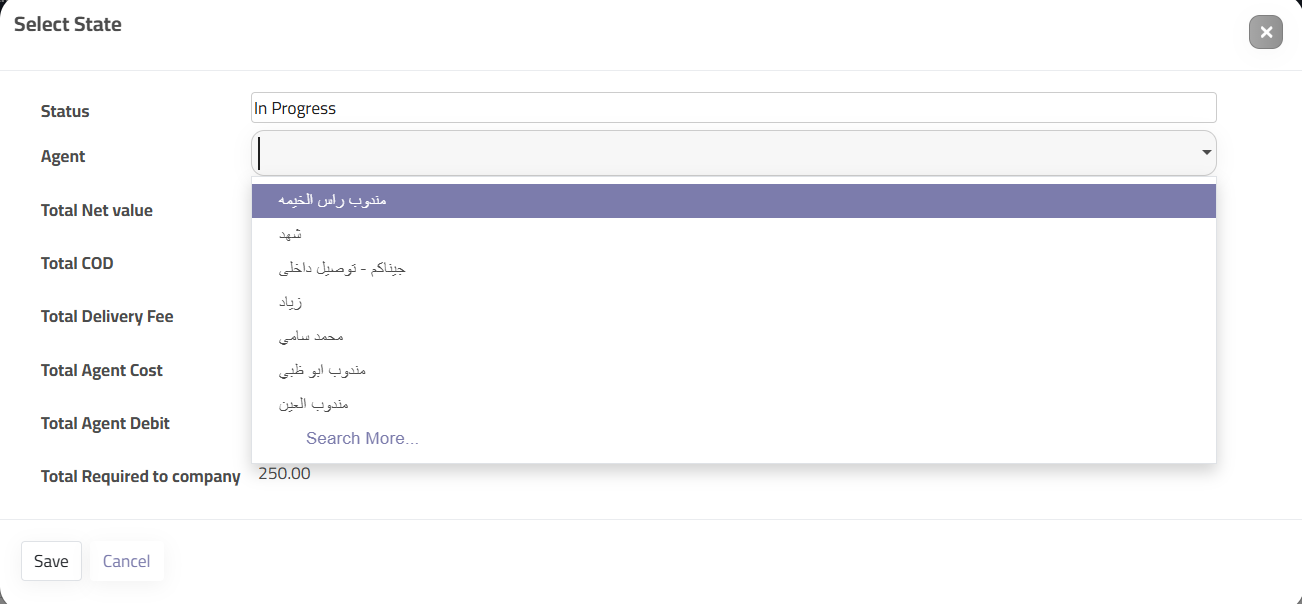 Select State
Status In Progress
Agent
مندوب راس الخيمه
Total Net value
شهد
Total COD
جيناكم - توصيل داخلى
زياد
Total Delivery Fee
محمد سامي
Total Agent Cost
مندوب ابو ظبي
مندوب العين
Total Agent Debit
Search More...
Total Required to company 250.00
Save Cancel